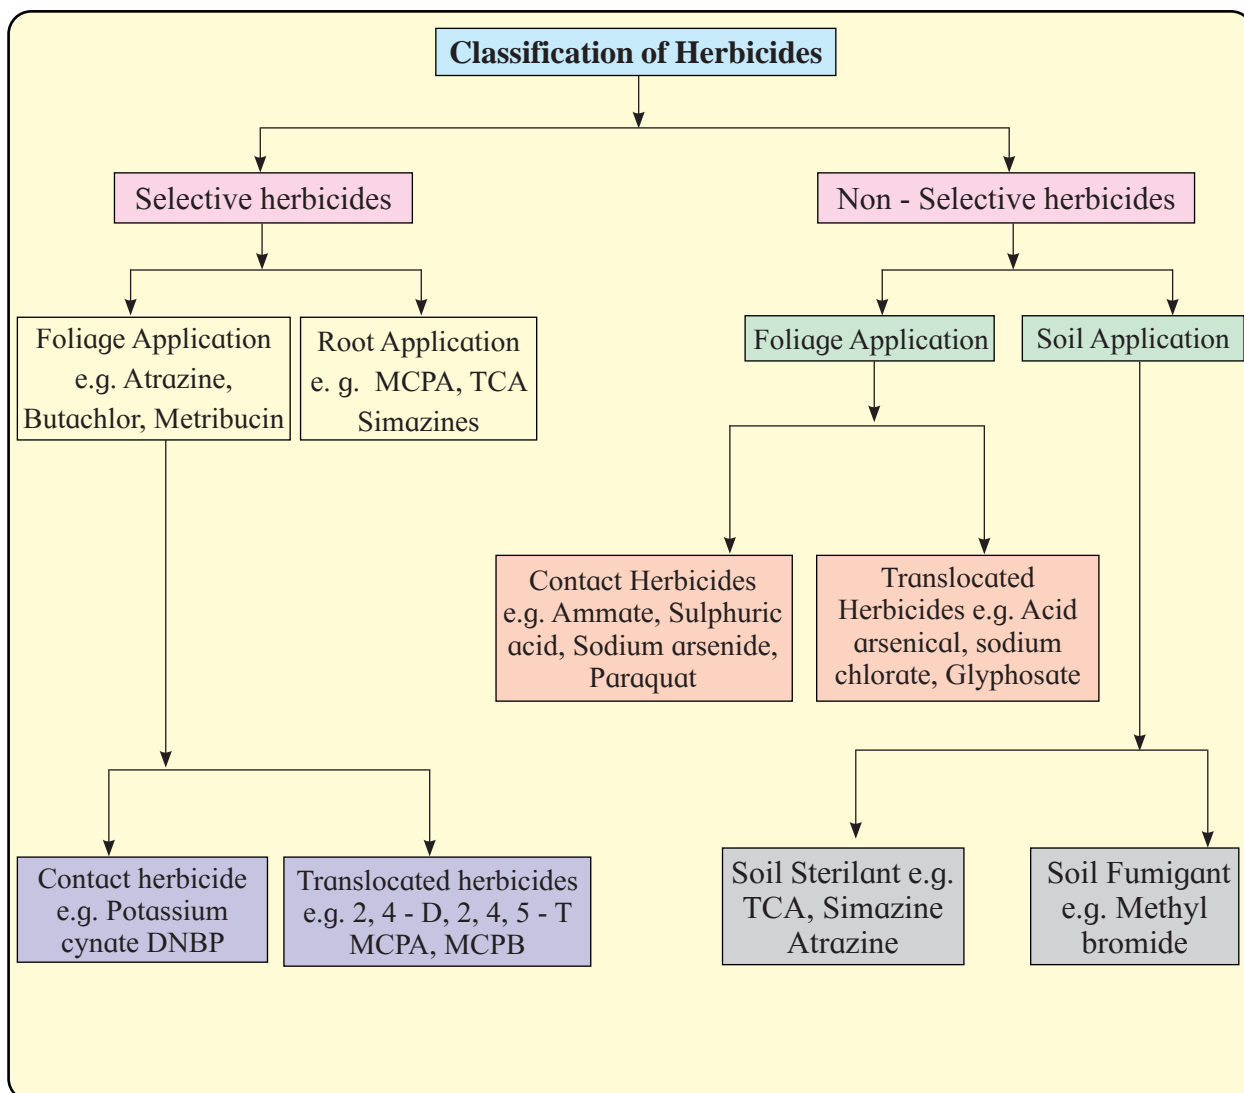 Classification of Herbicides
Selective herbicides
Non - Selective herbicides
Foliage Application
e.g. Atrazine,
Butachlor, Metribucin
Root Application
e. g. MCPA, TCA
Simazines
Foliage Application
Soil Application
Contact Herbicides
e.g. Ammate, Sulphuric
acid, Sodium arsenide,
Paraquat
Translocated
Herbicides e.g. Acid
arsenical, sodium
chlorate, Glyphosate
Contact herbicide
e.g. Potassium
cynate DNBP
Translocated herbicides
e.g. 2, 4 - D, 2, 4, 5 - T
MCPA, MCPB
Soil Sterilant e.g.
TCA, Simazine
Atrazine
Soil Fumigant
e.g. Methyl
bromide